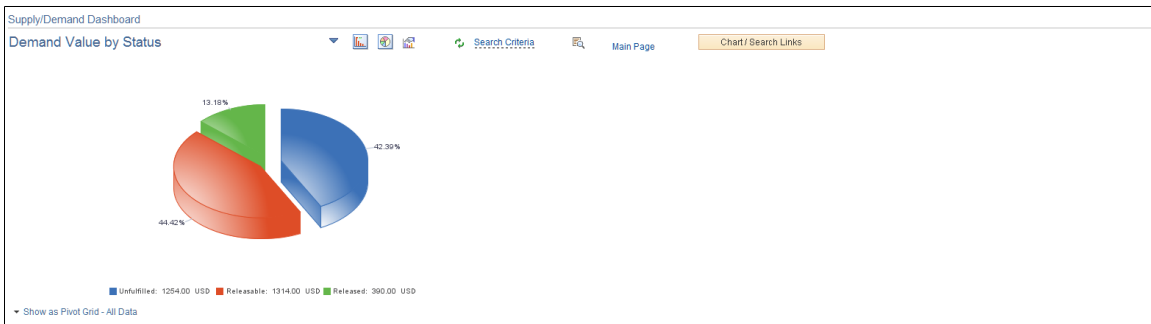 Supply/Demand Dashboard
Demand Value by Status
Search Criteria
Main Page
Chart / Search Links
13.18%
42.39%
44.42%
Unfulfilled: 1254.00 USD Releasable: 1314.00 USD Released: 390.00 USD
Show as Pivot Grid - All Data